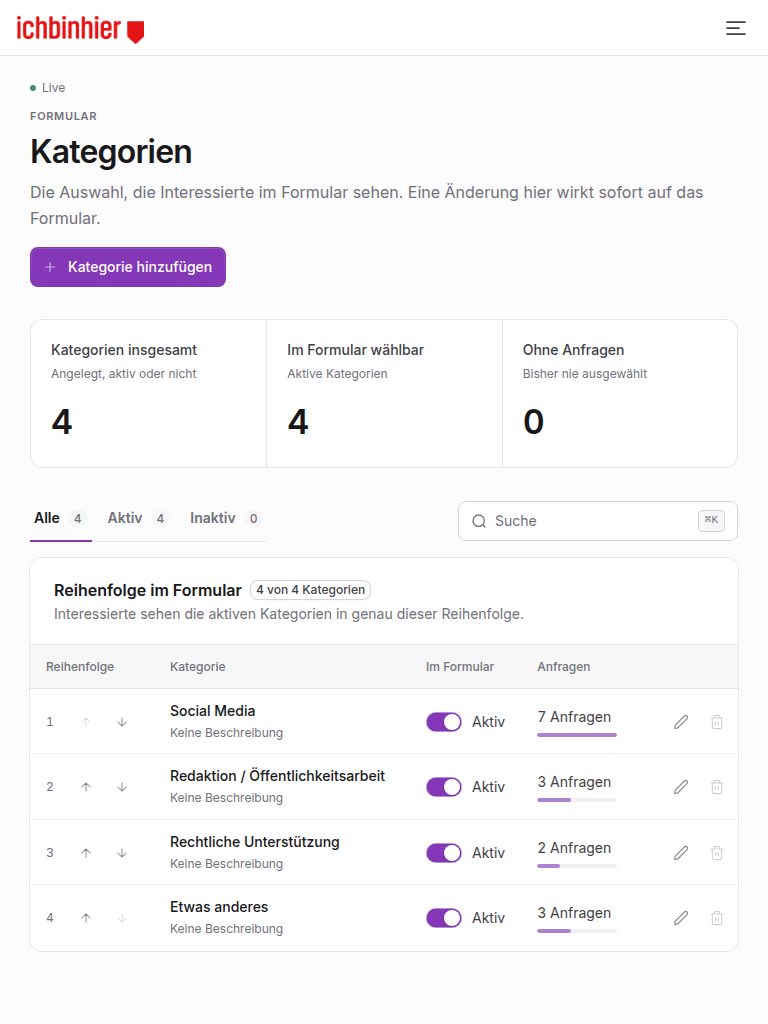 ichbinhier
Live
FORMULAR
Kategorien
Die Auswahl, die Interessierte im Formular sehen. Eine Änderung hier wirkt sofort auf das
Formular.
Kategorie hinzufügen
Kategorien insgesamt
Angelegt, aktiv oder nicht
4
Im Formular wählbar
Aktive Kategorien
4
Ohne Anfragen
Bisher nie ausgewählt
0
Alle 4 Aktiv 4 Inaktiv 0
Suche ⌘K
Reihenfolge im Formular 4 von 4 Kategorien
Interessierte sehen die aktiven Kategorien in genau dieser Reihenfolge.
Reihenfolge Kategorie Im Formular Anfragen
1 Social Media Aktiv 7 Anfragen
Keine Beschreibung
2 Redaktion / Öffentlichkeitsarbeit Aktiv 3 Anfragen
Keine Beschreibung
3 Rechtliche Unterstützung Aktiv 2 Anfragen
Keine Beschreibung
4 Etwas anderes Aktiv 3 Anfragen
Keine Beschreibung